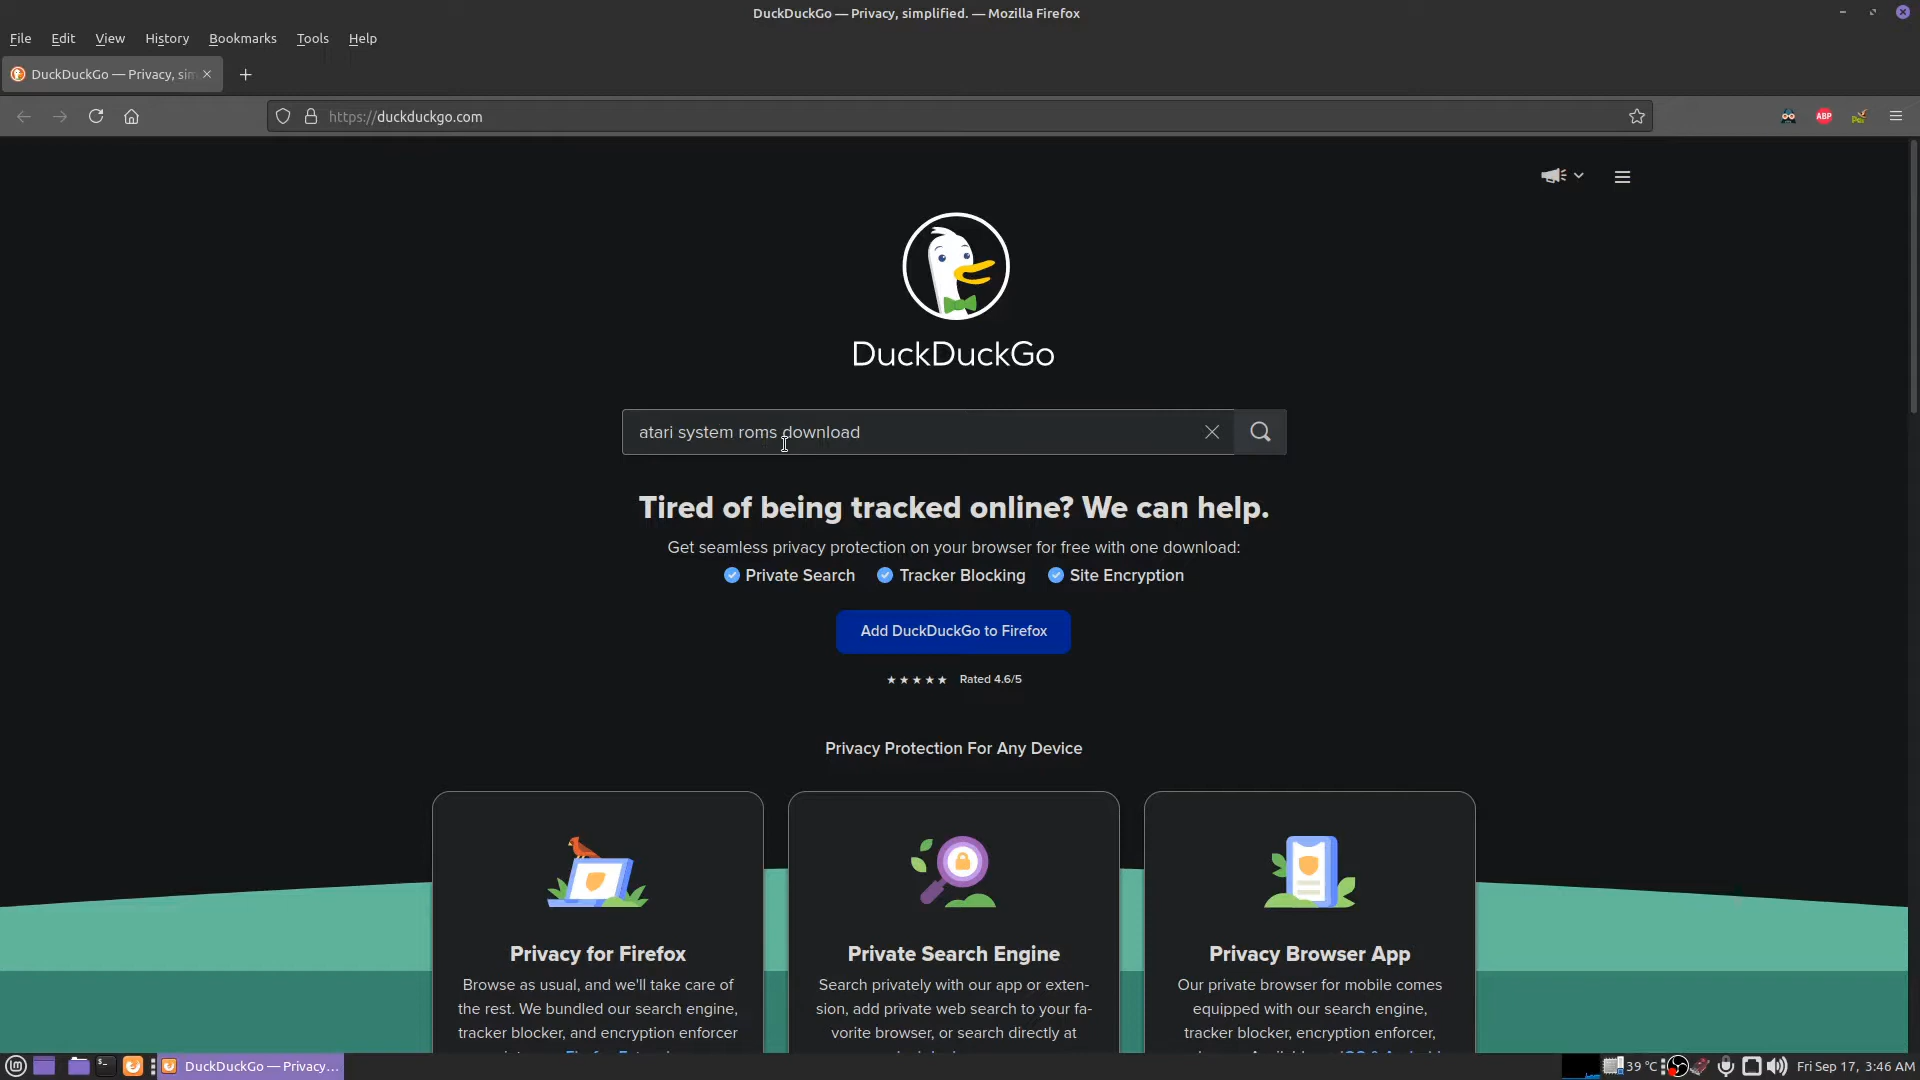 DuckDuckGo — Privacy, simplified. — Mozilla Firefox
File Edit View History Bookmarks Tools Help
DuckDuckGo — Privacy, sim
https://duckduckgo.com
ABP
DuckDuckGo
atari system roms download
Tired of being tracked online? We can help.
Get seamless privacy protection on your browser for free with one download:
Private Search Tracker Blocking Site Encryption
Add DuckDuckGo to Firefox
★★★★★ Rated 4.6/5
Privacy Protection For Any Device
Privacy for Firefox
Browse as usual, and we'll take care of
the rest. We bundled our search engine,
tracker blocker, and encryption enforcer
Private Search Engine
Search privately with our app or exten-
sion, add private web search to your fa-
vorite browser, or search directly at
Privacy Browser App
Our private browser for mobile comes
equipped with our search engine,
tracker blocker, encryption enforcer,
DuckDuckGo — Privacy...
39 °C
Fri Sep 17, 3:46 AM